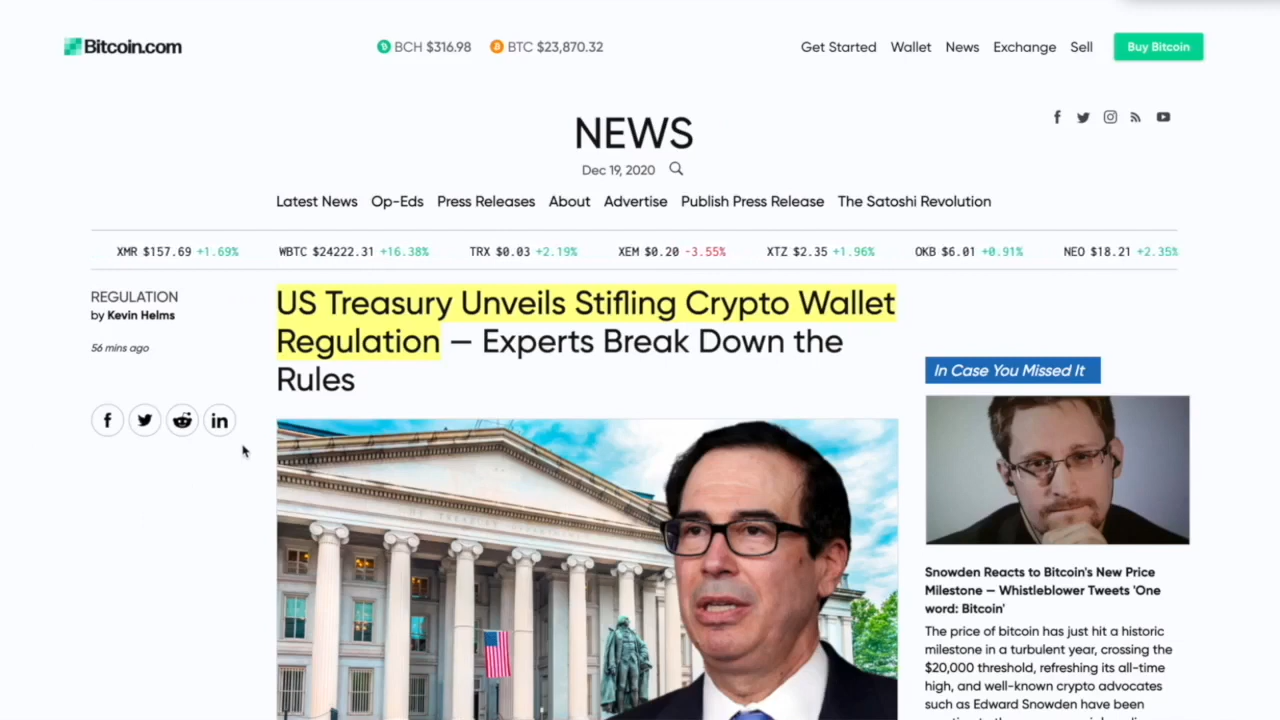 Bitcoin.com
BCH $316.98 BTC $23,870.32
Get Started Wallet News Exchange Sell Buy Bitcoin
NEWS
Dec 19, 2020
Latest News Op-Eds Press Releases About Advertise Publish Press Release The Satoshi Revolution
XMR $157.69 +1.69% WBTC $24222.31 +16.38% TRX $0.03 +2.19% XEM $0.20 -3.55% XTZ $2.35 +1.96% OKB $6.01 +0.91% NEO $18.21 +2.35%
REGULATION
by Kevin Helms
56 mins ago
US Treasury Unveils Stifling Crypto Wallet
Regulation – Experts Break Down the
Rules
In Case You Missed It
Snowden Reacts to Bitcoin's New Price
Milestone – Whistleblower Tweets 'One
word: Bitcoin'
The price of bitcoin has just hit a historic
milestone in a turbulent year, crossing the
$20,000 threshold, refreshing its all-time
high, and well-known crypto advocates
such as Edward Snowden have been